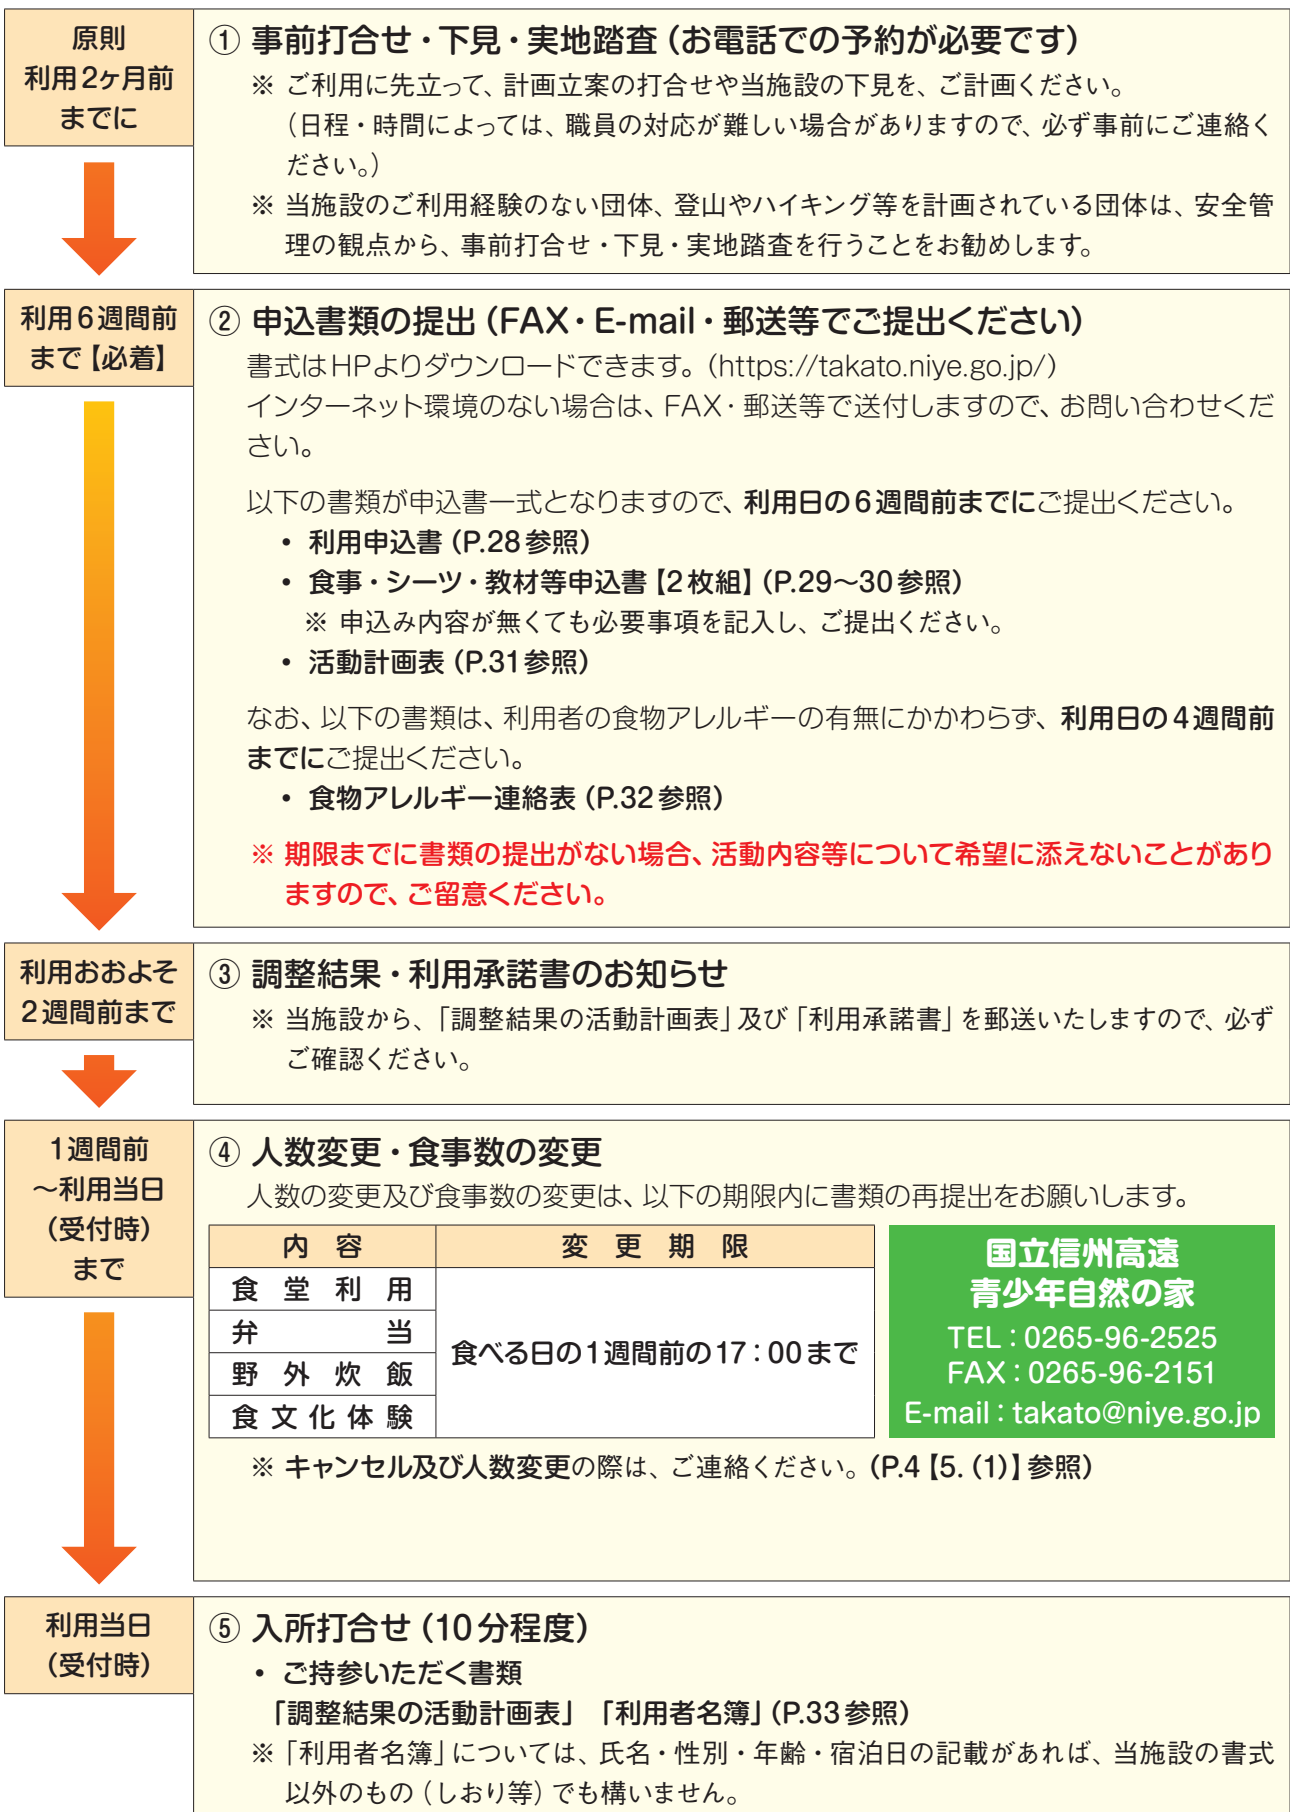 原則
利用2ヶ月前
までに
① 事前打合せ・下見・実地踏査（お電話での予約が必要です）
※ ご利用に先立って、計画立案の打合せや当施設の下見を、ご計画ください。
（日程・時間によっては、職員の対応が難しい場合がありますので、必ず事前にご連絡く
ださい。）
※ 当施設のご利用経験のない団体、登山やハイキング等を計画されている団体は、安全管
理の観点から、事前打合せ・下見・実地踏査を行うことをお勧めします。
利用6週間前
まで【必着】
② 申込書類の提出（FAX・E-mail・郵送等でご提出ください）
書式はHPよりダウンロードできます。（https://takato.niye.go.jp/）
インターネット環境のない場合は、FAX・郵送等で送付しますので、お問い合わせくだ
さい。
以下の書類が申込書一式となりますので、利用日の6週間前までにご提出ください。
• 利用申込書（P.28参照）
• 食事・シーツ・教材等申込書【2枚組】（P.29～30参照）
※ 申込み内容が無くても必要事項を記入し、ご提出ください。
• 活動計画表（P.31参照）
なお、以下の書類は、利用者の食物アレルギーの有無にかかわらず、利用日の4週間前
までにご提出ください。
• 食物アレルギー連絡表（P.32参照）
※ 期限までに書類の提出がない場合、活動内容等について希望に添えないことがあり
ますので、ご留意ください。
利用おおよそ
2週間前まで
③ 調整結果・利用承諾書のお知らせ
※ 当施設から、「調整結果の活動計画表」及び「利用承諾書」を郵送いたしますので、必ず
ご確認ください。
1週間前
～利用当日
（受付時）
まで
④ 人数変更・食事数の変更
人数の変更及び食事数の変更は、以下の期限内に書類の再提出をお願いします。
内 容
変 更 期 限
食 堂 利 用
弁 当
野 外 炊 飯
食文化体験
食べる日の1週間前の17：00まで
国立信州高遠
青少年自然の家
TEL：0265-96-2525
FAX：0265-96-2151
E-mail：takato@niye.go.jp
※ キャンセル及び人数変更の際は、ご連絡ください。（P.4【5.（1）】参照）
利用当日
（受付時）
⑤ 入所打合せ（10分程度）
• ご持参いただく書類
「調整結果の活動計画表」「利用者名簿」（P.33参照）
※「利用者名簿」については、氏名・性別・年齢・宿泊日の記載があれば、当施設の書式
以外のもの（しおり等）でも構いません。